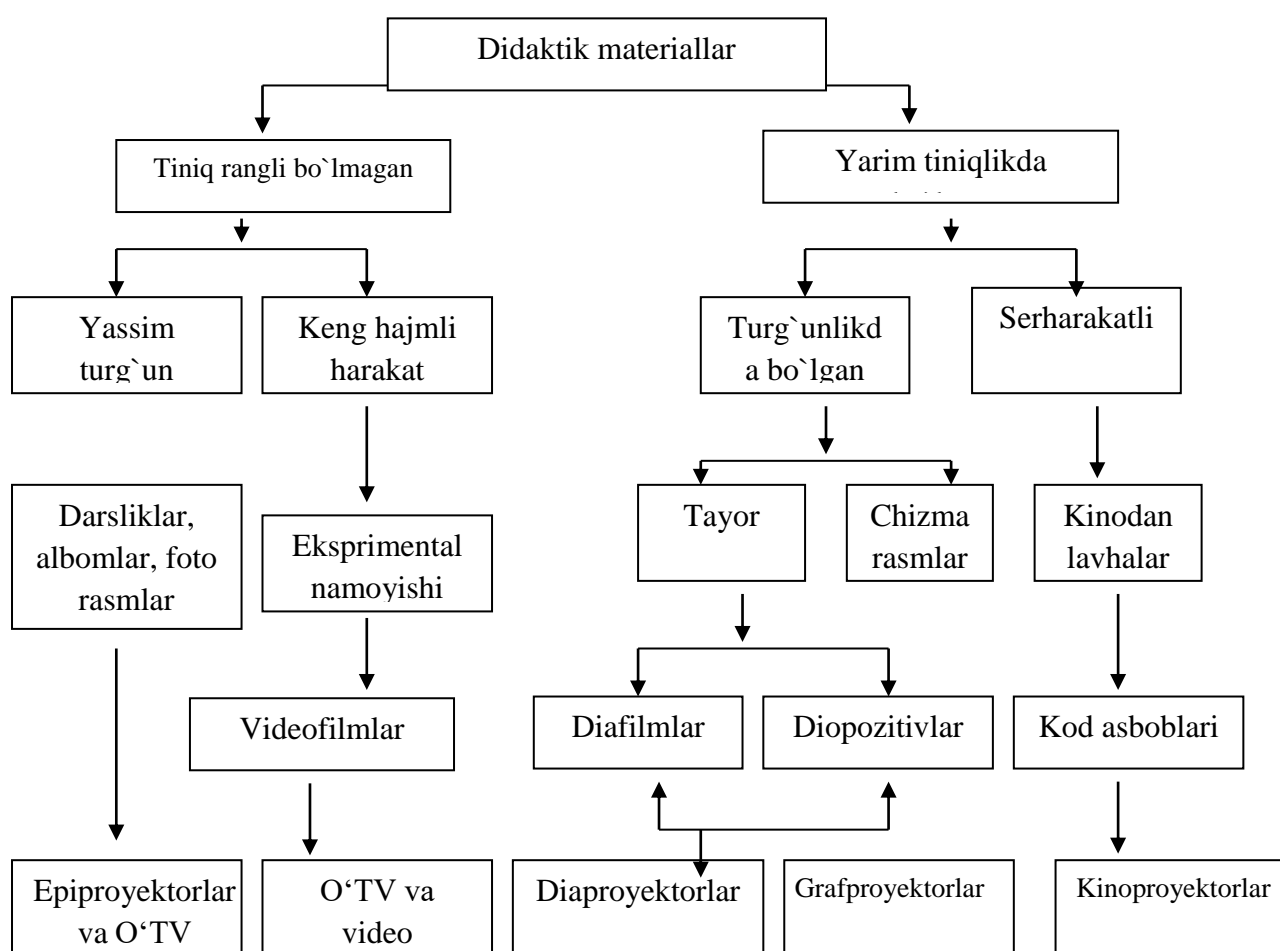 Didaktik materiallar
Tiniq rangli bo`lmagan
Yarim tiniqlikda
Yassim
turg`un
Keng hajmli
harakat
Turg`unlikd
a bo`lgan
Serharakatli
Darsliklar,
albomlar, foto
rasmlar
Eksprimental
namoyishi
Tayor
Chizma
rasmlar
Kinodan
lavhalar
Videofilmlar
Diafilmlar
Diopozitivlar
Kod asboblari
Epiproyektorlar
va O‘TV
O‘TV va
video
Diaproyektorlar
Grafproyektorlar
Kinoproyektorlar